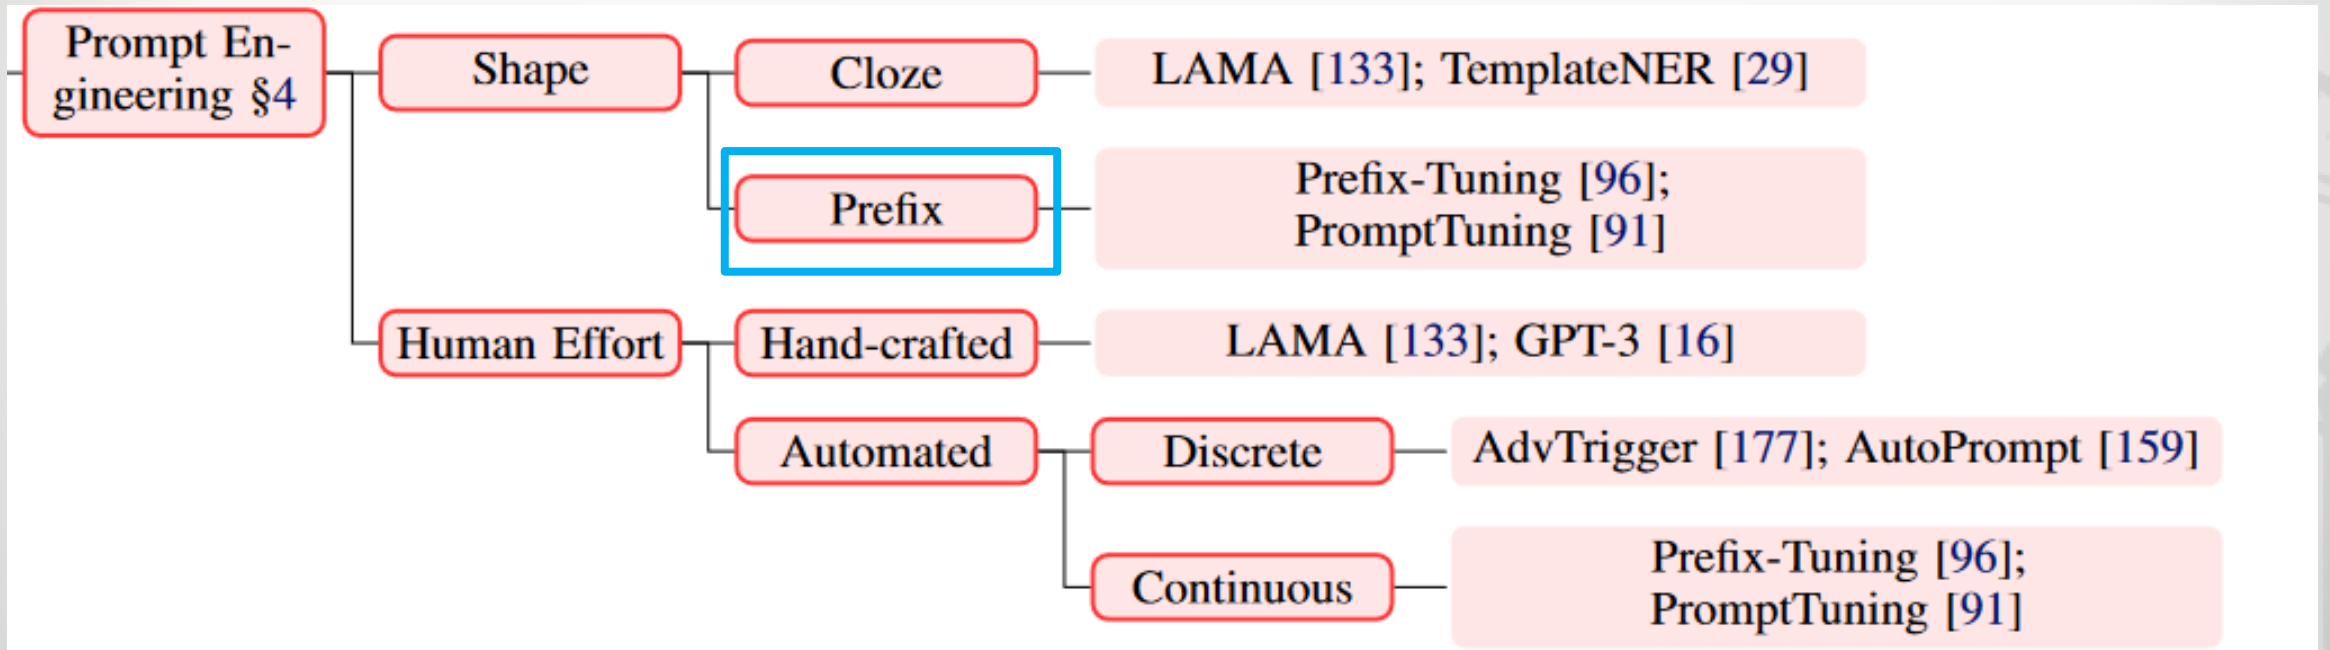 Prompt En-
gineering §4
Shape
Cloze
LAMA [133]; TemplateNER [29]
Prefix
Prefix-Tuning [96];
PromptTuning [91]
Human Effort
Hand-crafted
LAMA [133]; GPT-3 [16]
Automated
Discrete
AdvTrigger [177]; AutoPrompt [159]
Continuous
Prefix-Tuning [96];
PromptTuning [91]